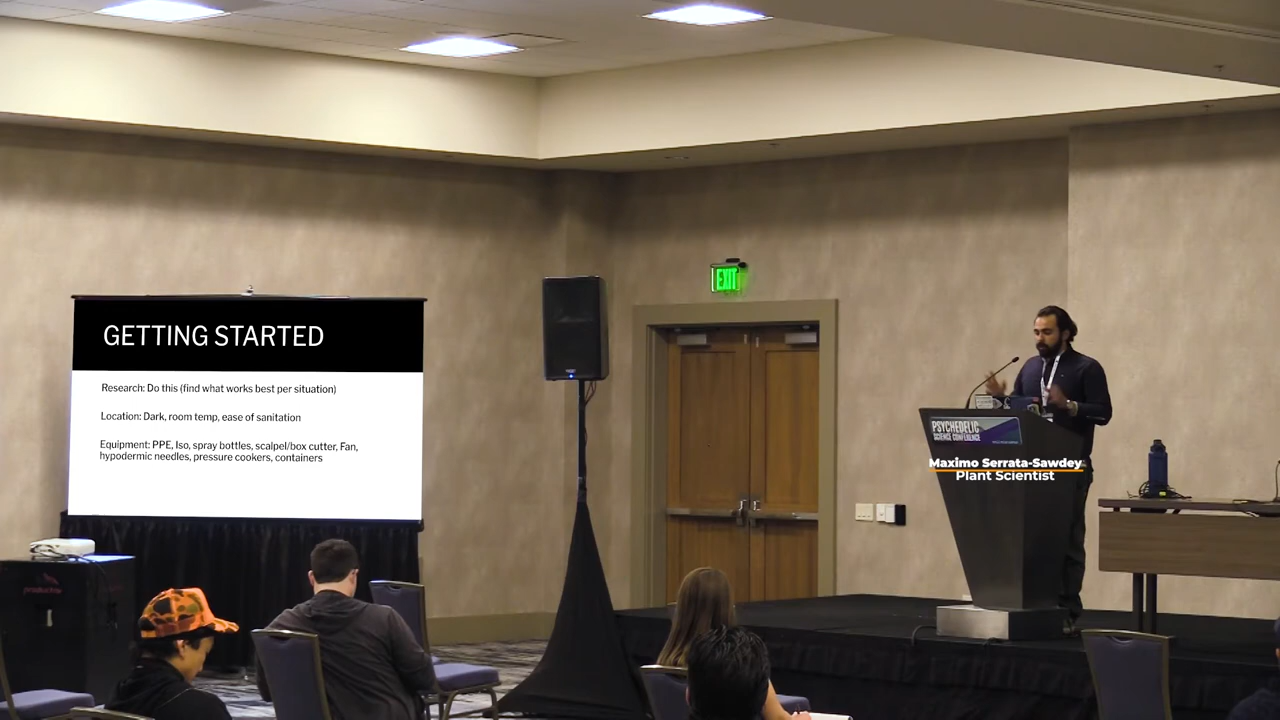 EXIT
GETTING STARTED
Research: Do this (find what works best per situation)
Location: Dark, room temp, ease of sanitation
Equipment: PPE, Iso, spray bottles, scalpel/box cutter, Fan,
hypodermic needles, pressure cookers, containers
PSYCHEDELIC
SCIENCE CONFERENCE
Maximo Serrata-Sawdey
Plant Scientist